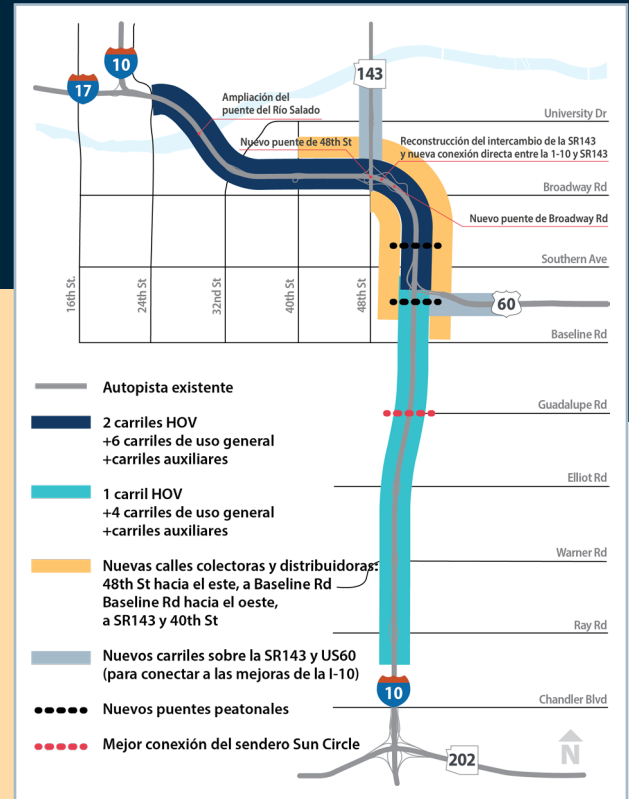 10
17
143
Ampliación del
puente del Río Salado
University Dr
Nuevo puente de 48th St
Reconstrucción del intercambio de la SR143
y nueva conexión directa entre la 1-10 y SR143
Broadway Rd
Nuevo puente de Broadway Rd
Southern Ave
16th St.
24th St
32nd St
40th St
48th St
60
Baseline Rd
Autopista existente
Guadalupe Rd
2 carriles HOV
+6 carriles de uso general
+carriles auxiliares
Elliot Rd
1 carril HOV
+4 carriles de uso general
+carriles auxiliares
Warner Rd
Nuevas calles colectoras y distribuidoras:
48th St hacia el este, a Baseline Rd
Baseline Rd hacia el oeste,
a SR143 y 40th St
Ray Rd
Nuevos carriles sobre la SR143 y US60
(para conectar a las mejoras de la I-10)
10
Chandler Blvd
Nuevos puentes peatonales
Mejor conexión del sendero Sun Circle
202
N